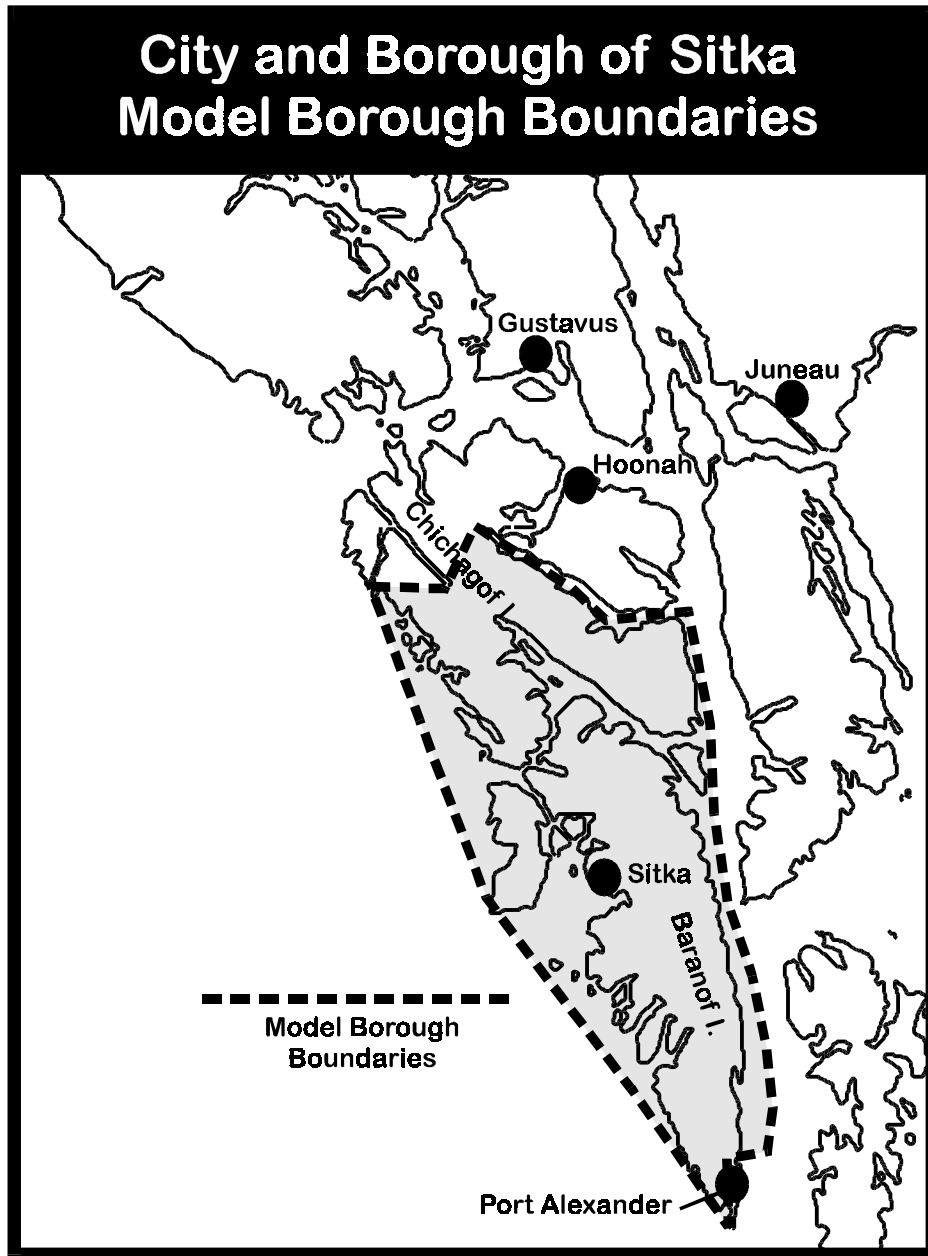 City and Borough of Sitka
Model Borough Boundaries
Gustavus
Juneau
Hoonah
Chichagof I.
Sitka
Baranof I.
Model Borough
Boundaries
Port Alexander